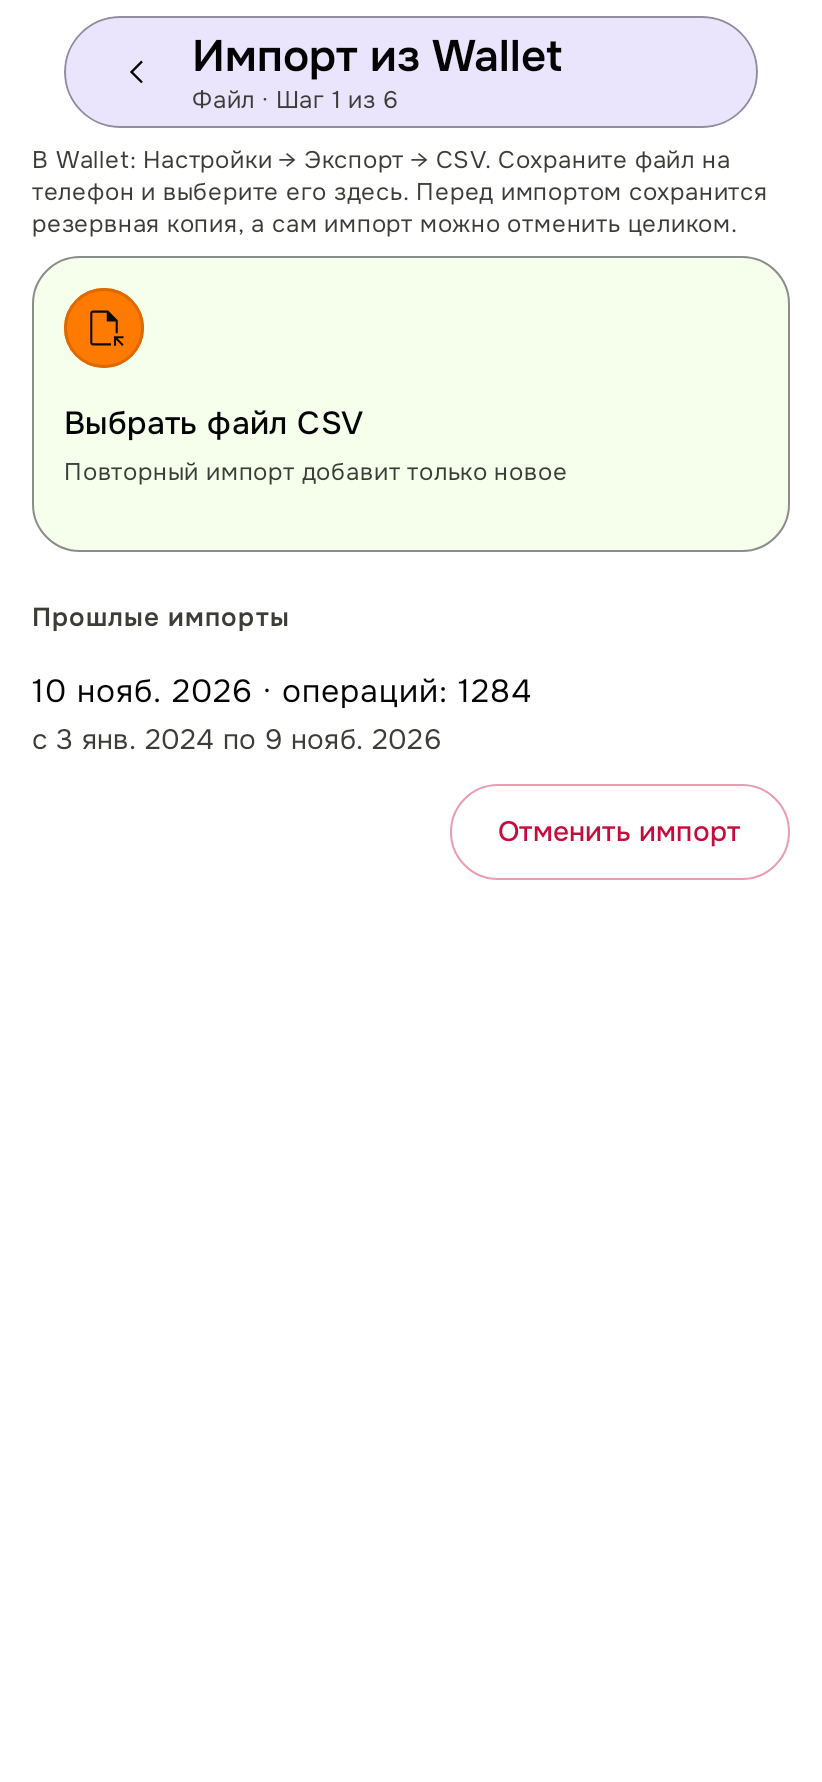 Импорт из Wallet
Файл · Шаг 1 из 6
В Wallet: Настройки → Экспорт → CSV. Сохраните файл на
телефон и выберите его здесь. Перед импортом сохранится
резервная копия, а сам импорт можно отменить целиком.
Выбрать файл CSV
Повторный импорт добавит только новое
Прошлые импорты
10 нояб. 2026 · операций: 1284
с 3 янв. 2024 по 9 нояб. 2026
Отменить импорт